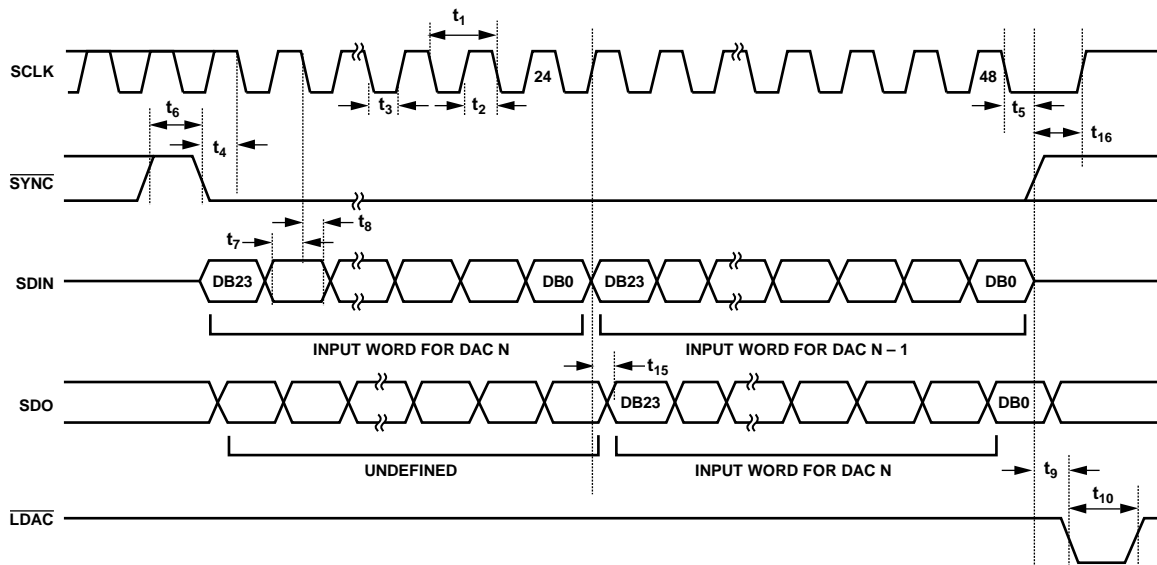 t1
SCLK
24
48
t3
t2
t5
t6
t16
t4
SYNC
t8
t7
SDIN
DB23
DB0
DB23
DB0
INPUT WORD FOR DAC N
INPUT WORD FOR DAC N – 1
t15
SDO
DB23
DB0
UNDEFINED
INPUT WORD FOR DAC N
t9
t10
LDAC